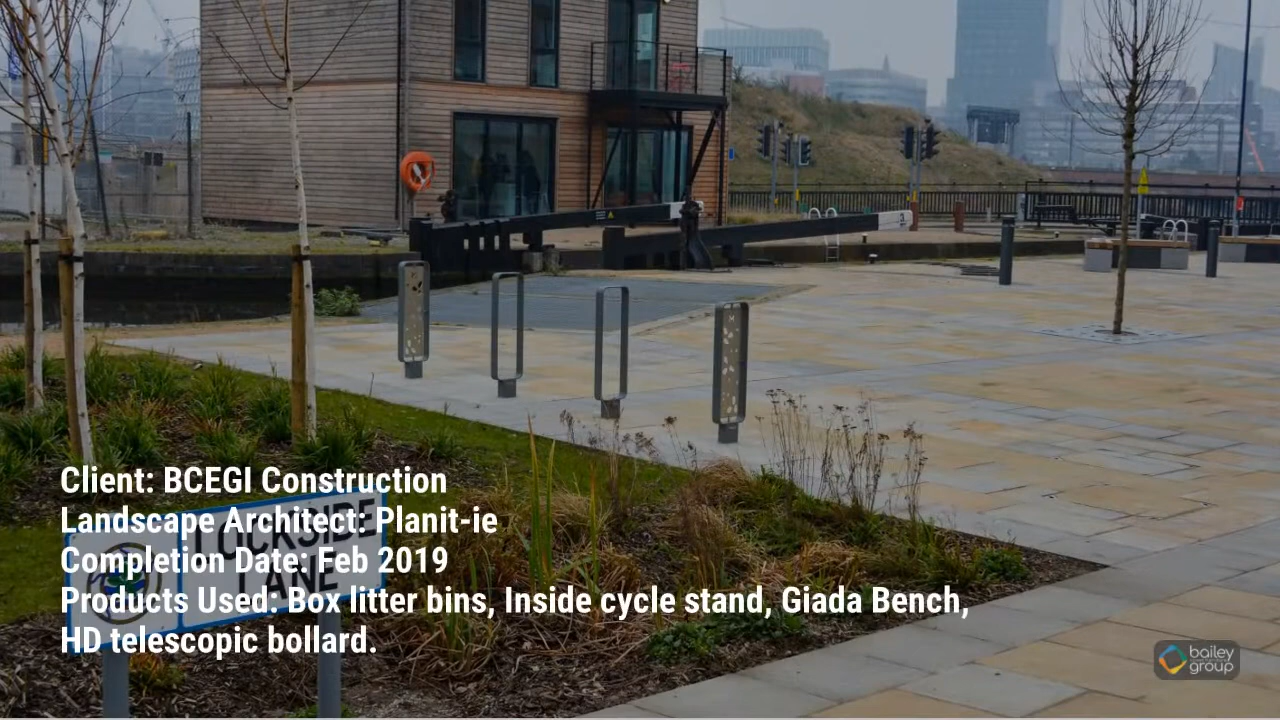 Client: BCEGI Construction
Landscape Architect: Planit-ie
Completion Date: Feb 2019
Products Used: Box litter bins, Inside cycle stand, Giada Bench,
HD telescopic bollard.
LOCKSIDE
LANE
bailey
group